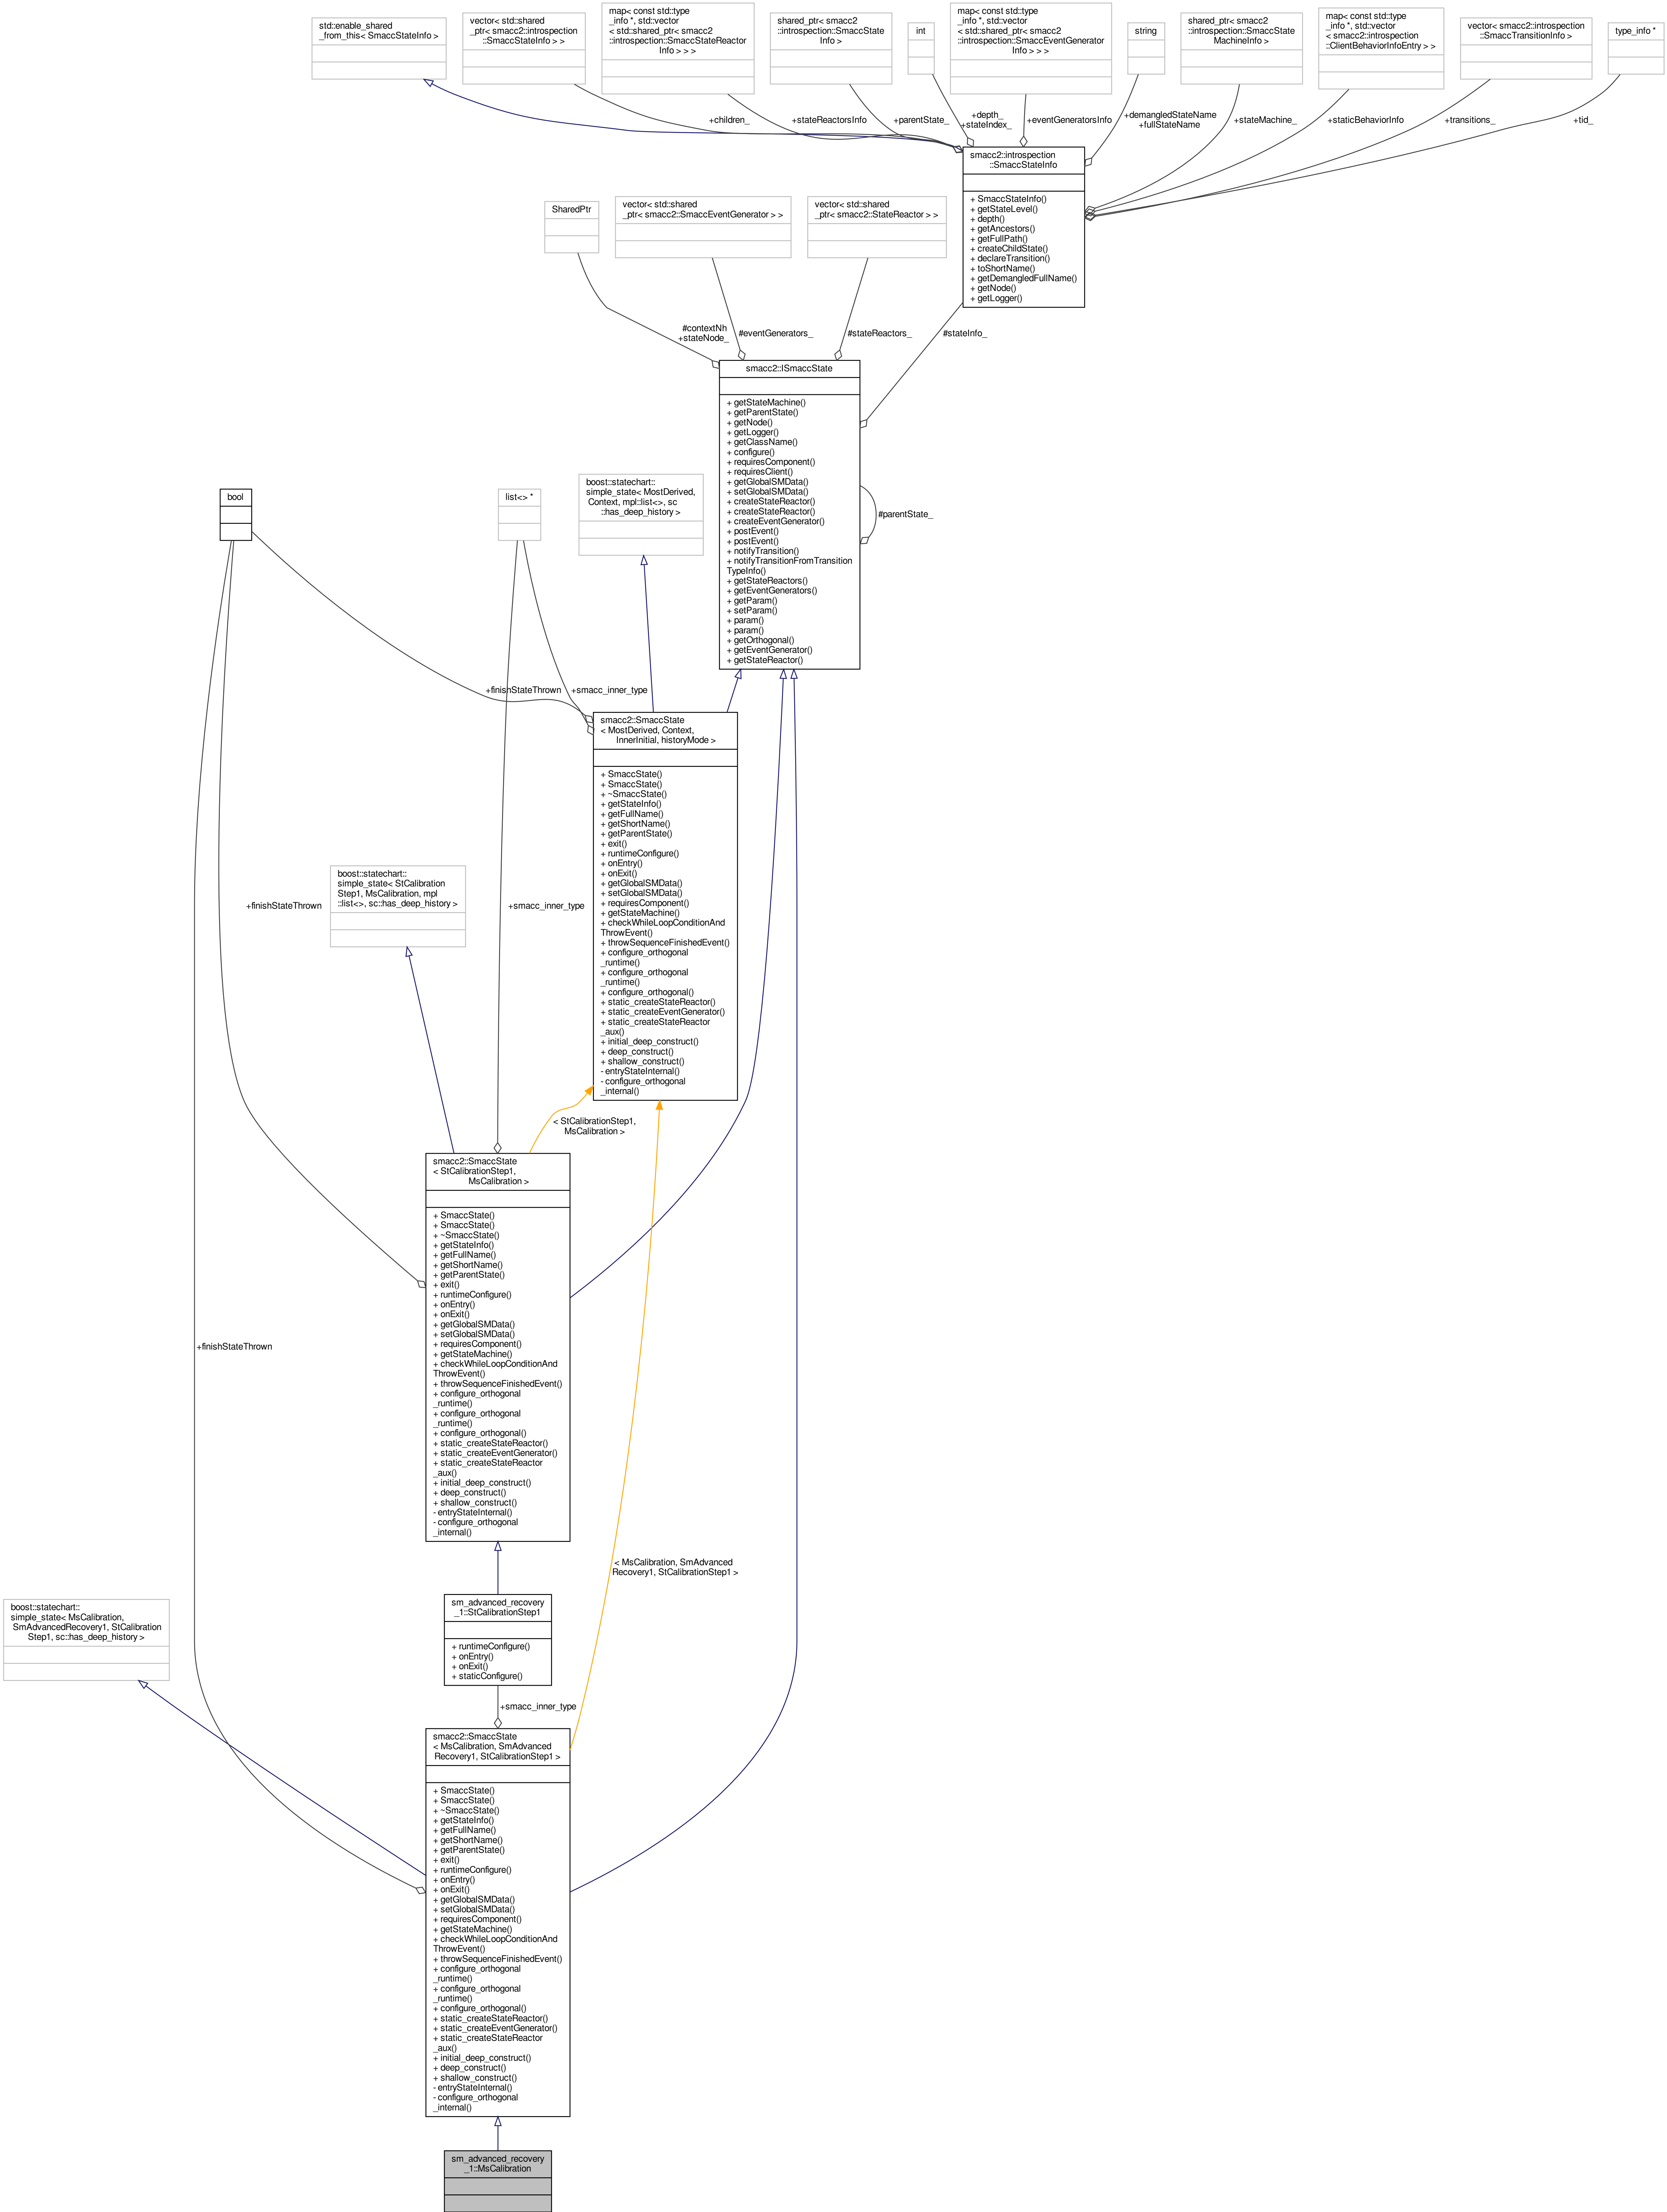 std::enable_shared
_from_this< SmaccStateInfo >
vector< std::shared
_ptr< smacc2::introspection
::SmaccStateInfo > >
map< const std::type
_info *, std::vector
< std::shared_ptr< smacc2
::introspection::SmaccStateReactor
Info > > >
shared_ptr< smacc2
::introspection::SmaccState
Info >
int
map< const std::type
_info *, std::vector
< std::shared_ptr< smacc2
::introspection::SmaccEventGenerator
Info > > >
string
shared_ptr< smacc2
::introspection::SmaccState
MachineInfo >
map< const std::type
_info *, std::vector
< smacc2::introspection
::ClientBehaviorInfoEntry > >
vector< smacc2::introspection
::SmaccTransitionInfo >
type_info *
+children_
+stateReactorsInfo
+parentState_
+depth_
+stateIndex_
+eventGeneratorsInfo
+demangledStateName
+fullStateName
+stateMachine_
+staticBehaviorInfo
+transitions_
+tid_
smacc2::introspection
::SmaccStateInfo
+ SmaccStateInfo()
+ getStateLevel()
+ depth()
+ getAncestors()
+ getFullPath()
+ createChildState()
+ declareTransition()
+ toShortName()
+ getDemangledFullName()
+ getNode()
+ getLogger()
SharedPtr
vector< std::shared
_ptr< smacc2::SmaccEventGenerator > >
vector< std::shared
_ptr< smacc2::StateReactor > >
#contextNh
+stateNode_
#eventGenerators_
#stateReactors_
#stateInfo_
smacc2::ISmaccState
+ getStateMachine()
+ getParentState()
+ getNode()
+ getLogger()
+ getClassName()
+ configure()
+ requiresComponent()
+ requiresClient()
+ getGlobalSMData()
+ setGlobalSMData()
+ createStateReactor()
+ createStateReactor()
+ createEventGenerator()
+ postEvent()
+ postEvent()
+ notifyTransition()
+ notifyTransitionFromTransition
TypeInfo()
+ getStateReactors()
+ getEventGenerators()
+ getParam()
+ setParam()
+ param()
+ param()
+ getOrthogonal()
+ getEventGenerator()
+ getStateReactor()
#parentState_
bool
list<> *
boost::statechart::
simple_state< MostDerived,
Context, mpl::list<>, sc
::has_deep_history >
+finishStateThrown
+smacc_inner_type
smacc2::SmaccState
< MostDerived, Context,
InnerInitial, historyMode >
+ SmaccState()
+ SmaccState()
+ ~SmaccState()
+ getStateInfo()
+ getFullName()
+ getShortName()
+ getParentState()
+ exit()
+ runtimeConfigure()
+ onEntry()
+ onExit()
+ getGlobalSMData()
+ setGlobalSMData()
+ requiresComponent()
+ getStateMachine()
+ checkWhileLoopConditionAnd
ThrowEvent()
+ throwSequenceFinishedEvent()
+ configure_orthogonal
_runtime()
+ configure_orthogonal
_runtime()
+ configure_orthogonal()
+ static_createStateReactor()
+ static_createEventGenerator()
+ static_createStateReactor
_aux()
+ initial_deep_construct()
+ deep_construct()
+ shallow_construct()
- entryStateInternal()
- configure_orthogonal
_internal()
boost::statechart::
simple_state< StCalibration
Step1, MsCalibration, mpl
::list<>, sc::has_deep_history >
+finishStateThrown
+smacc_inner_type
< StCalibrationStep1,
MsCalibration >
smacc2::SmaccState
< StCalibrationStep1,
MsCalibration >
+ SmaccState()
+ SmaccState()
+ ~SmaccState()
+ getStateInfo()
+ getFullName()
+ getShortName()
+ getParentState()
+ exit()
+ runtimeConfigure()
+ onEntry()
+ onExit()
+ getGlobalSMData()
+ setGlobalSMData()
+ requiresComponent()
+ getStateMachine()
+ checkWhileLoopConditionAnd
ThrowEvent()
+ throwSequenceFinishedEvent()
+ configure_orthogonal
_runtime()
+ configure_orthogonal
_runtime()
+ configure_orthogonal()
+ static_createStateReactor()
+ static_createEventGenerator()
+ static_createStateReactor
_aux()
+ initial_deep_construct()
+ deep_construct()
+ shallow_construct()
- entryStateInternal()
- configure_orthogonal
_internal()
+finishStateThrown
< MsCalibration, SmAdvanced
Recovery1, StCalibrationStep1 >
boost::statechart::
simple_state< MsCalibration,
SmAdvancedRecovery1, StCalibration
Step1, sc::has_deep_history >
sm_advanced_recovery
_1::StCalibrationStep1
+ runtimeConfigure()
+ onEntry()
+ onExit()
+ staticConfigure()
+smacc_inner_type
smacc2::SmaccState
< MsCalibration, SmAdvanced
Recovery1, StCalibrationStep1 >
+ SmaccState()
+ SmaccState()
+ ~SmaccState()
+ getStateInfo()
+ getFullName()
+ getShortName()
+ getParentState()
+ exit()
+ runtimeConfigure()
+ onEntry()
+ onExit()
+ getGlobalSMData()
+ setGlobalSMData()
+ requiresComponent()
+ getStateMachine()
+ checkWhileLoopConditionAnd
ThrowEvent()
+ throwSequenceFinishedEvent()
+ configure_orthogonal
_runtime()
+ configure_orthogonal
_runtime()
+ configure_orthogonal()
+ static_createStateReactor()
+ static_createEventGenerator()
+ static_createStateReactor
_aux()
+ initial_deep_construct()
+ deep_construct()
+ shallow_construct()
- entryStateInternal()
- configure_orthogonal
_internal()
sm_advanced_recovery
_1::MsCalibration